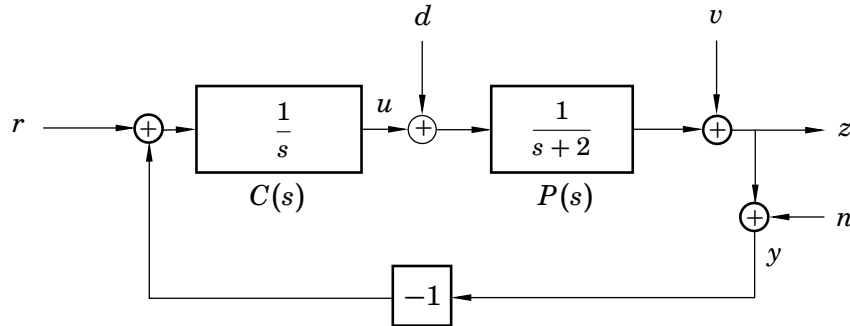 d
v
r
+
1
s
u
+
1
s + 2
+
z
C(s)
P(s)
+
n
y
−1